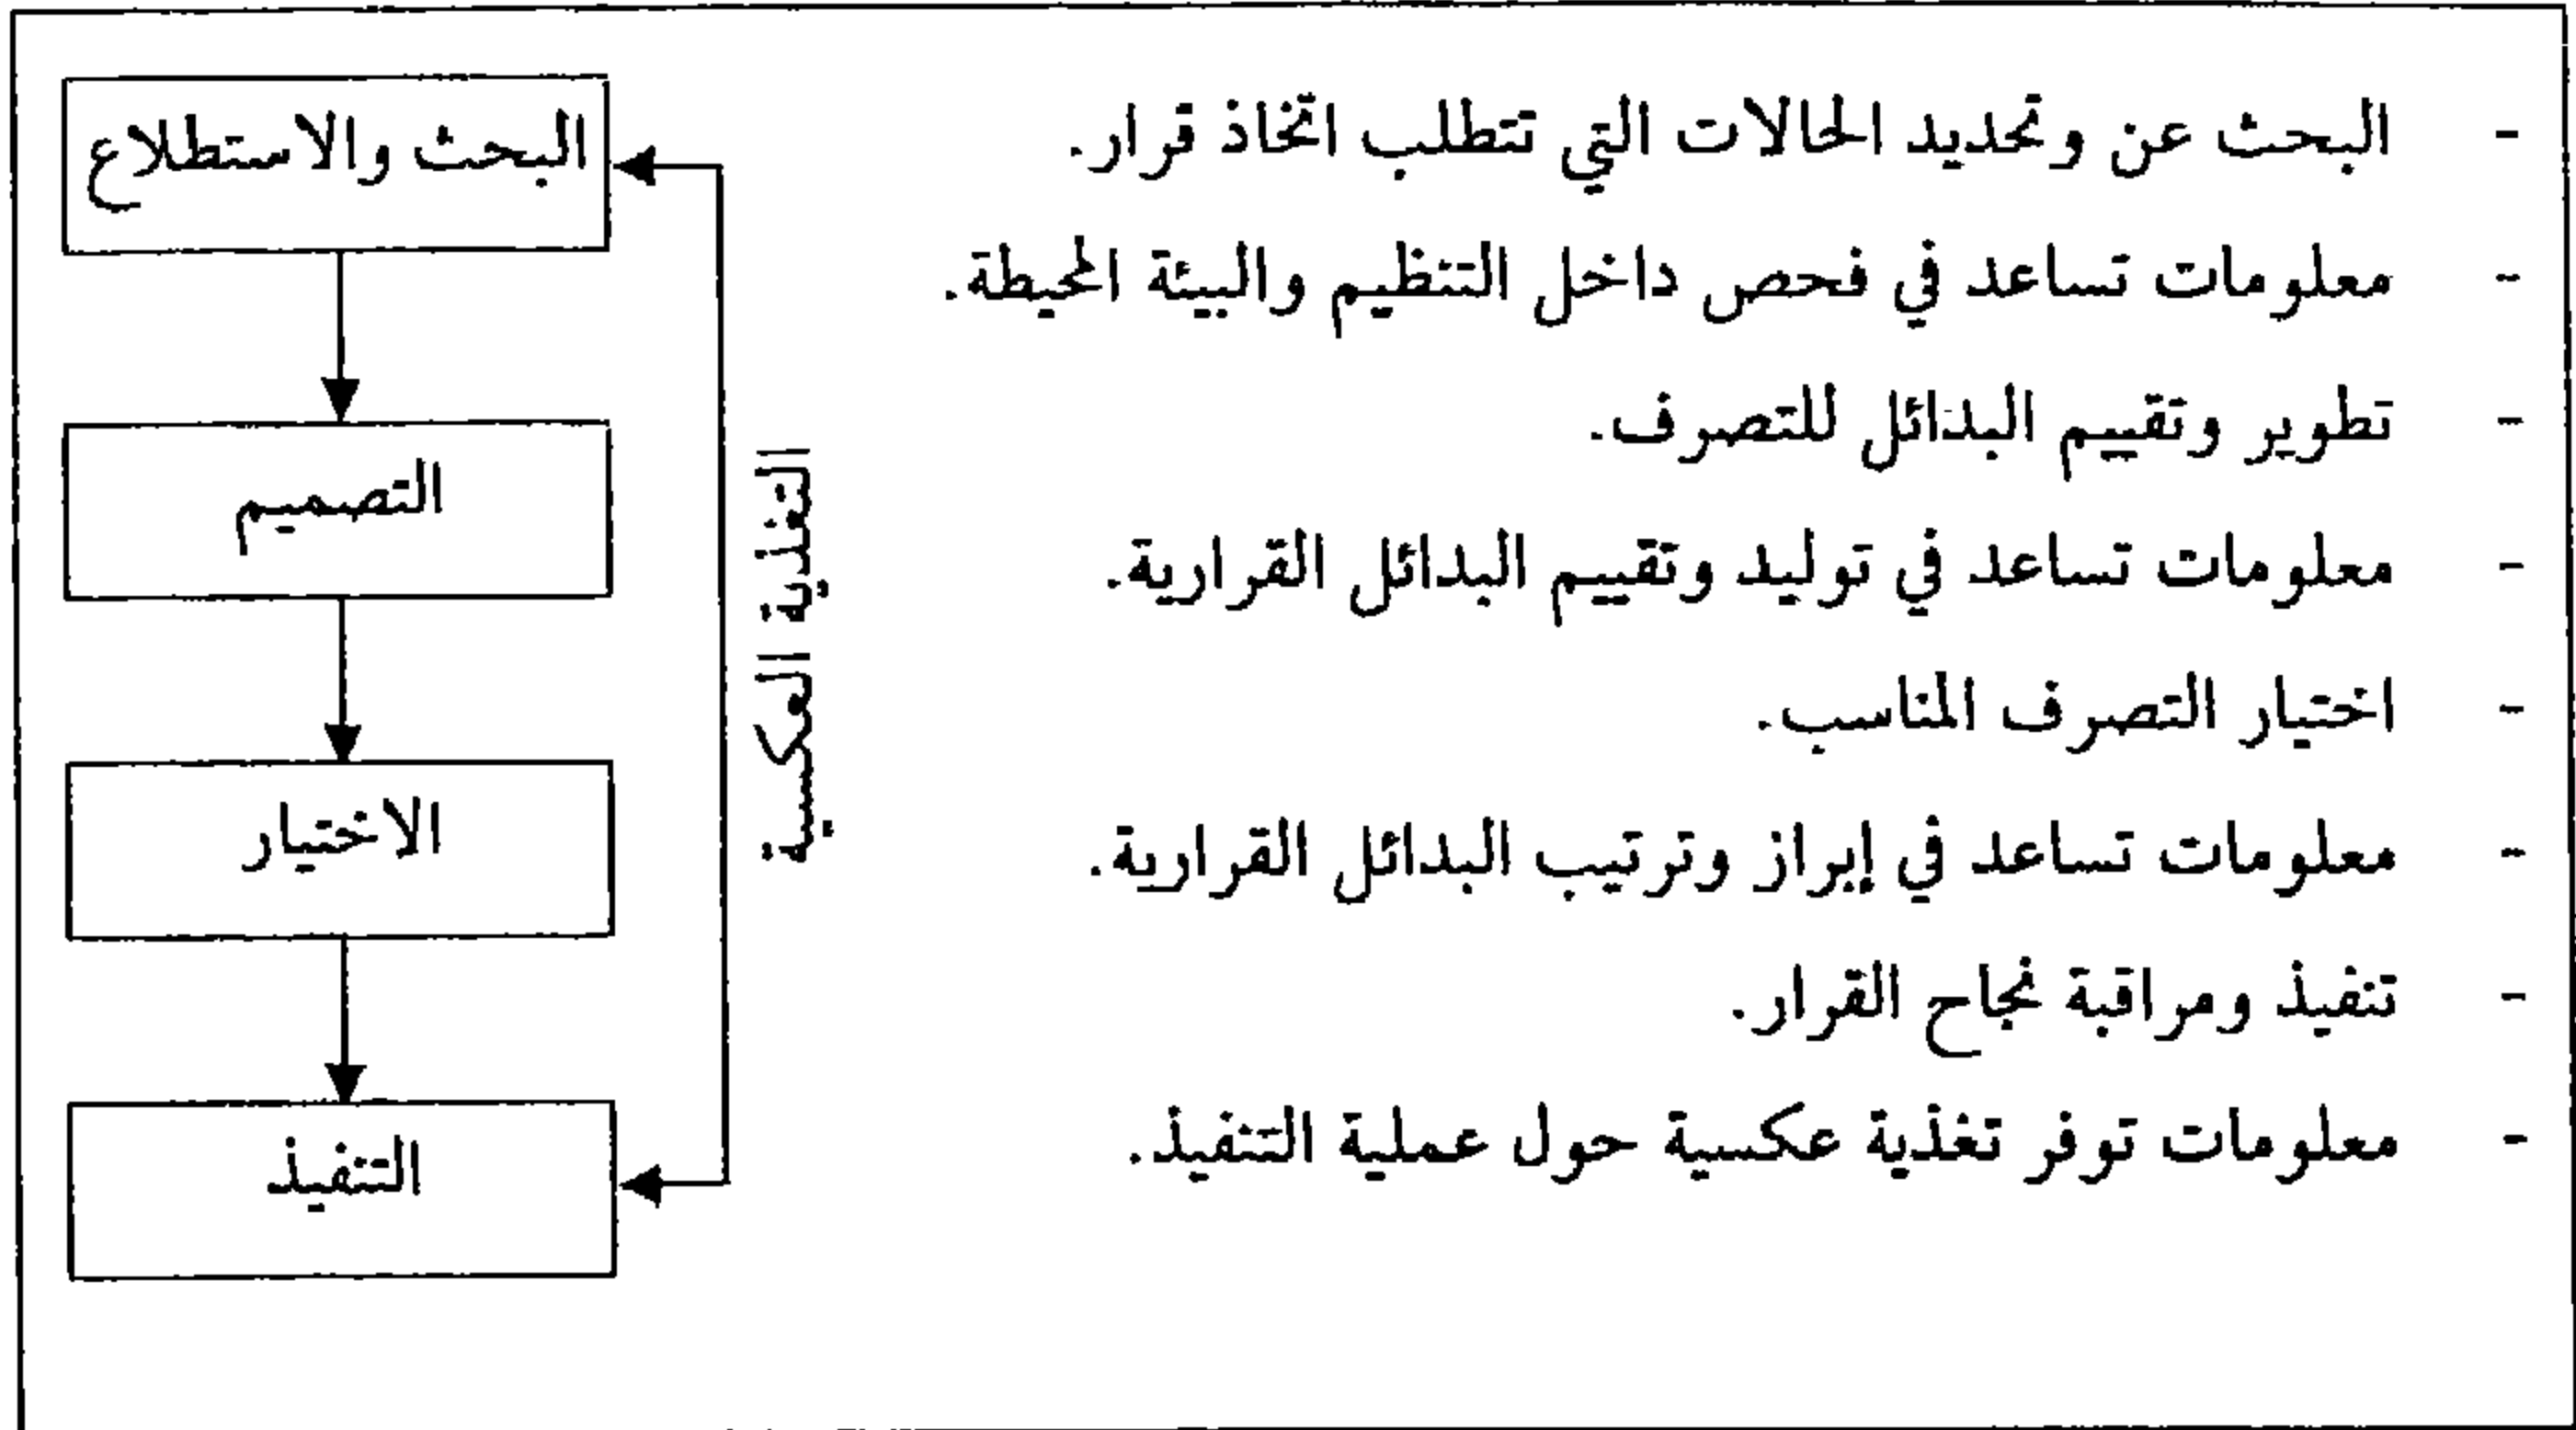 - البحث عن وتحديد الحالات التي تتطلب اتخاذ قرار.
- معلومات تساعد في فحص داخل التنظيم والبيئة المحيطة.
- تطوير وتقييم البدائل للتصرف.
- معلومات تساعد في توليد وتقييم البدائل القرارية.
- اختيار التصرف المناسب.
- معلومات تساعد في إبراز وترتيب البدائل القرارية.
- تنفيذ ومراقبة نجاح القرار.
- معلومات توفر تغذية عكسية حول عملية التنفيذ.
التغذية العكسية
البحث والاستطلاع
التصميم
الاختيار
التنفيذ